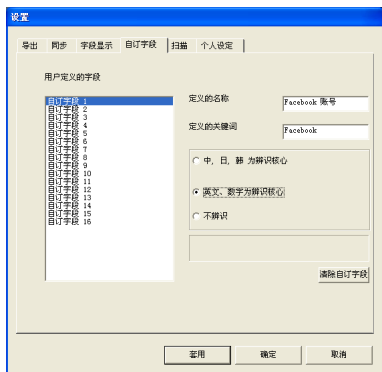 设置
导出 同步 字段显示 自订字段 扫描 个人设定
用户定义的字段
自订字段 1
自订字段 2
自订字段 3
自订字段 4
自订字段 5
自订字段 6
自订字段 7
自订字段 8
自订字段 9
自订字段 10
自订字段 11
自订字段 12
自订字段 13
自订字段 14
自订字段 15
自订字段 16
定义的名称
Facebook 账号
定义的关键词
Facebook
中, 日, 韩 为辨识核心
英文、数字为辨识核心
不辨识
清除自订字段
套用 确定 取消